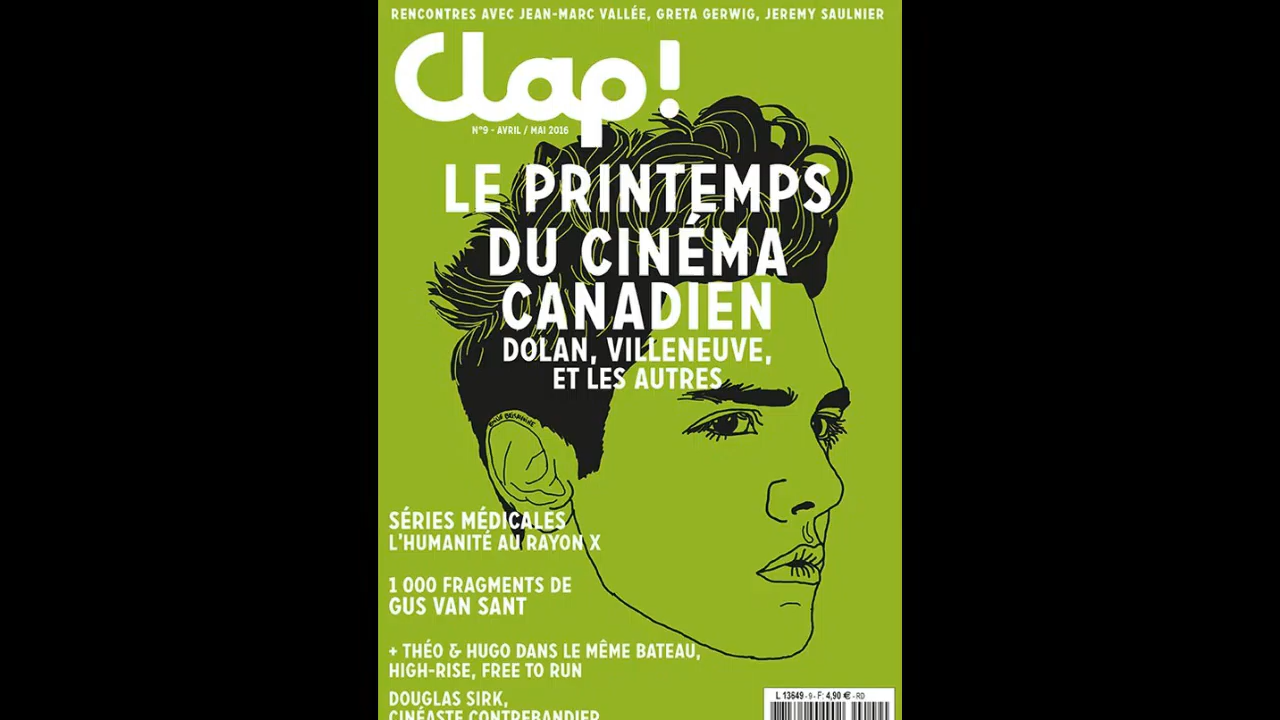 RENCONTRES AVEC JEAN-MARC VALLÉE, GRETA GERWIG, JEREMY SAULNIER
Clap!
N°9 - AVRIL / MAI 2016
LE PRINTEMPS
DU CINÉMA
CANADIEN
DOLAN, VILLENEUVE,
ET LES AUTRES
SÉRIES MÉDICALES
L'HUMANITÉ AU RAYON X
1 000 FRAGMENTS DE
GUS VAN SANT
+ THÉO & HUGO DANS LE MÊME BATEAU,
HIGH-RISE, FREE TO RUN
DOUGLAS SIRK,
CINÉASTE CONTREBANDIER
L 13649 - 9 - F: 4,90 € - RD